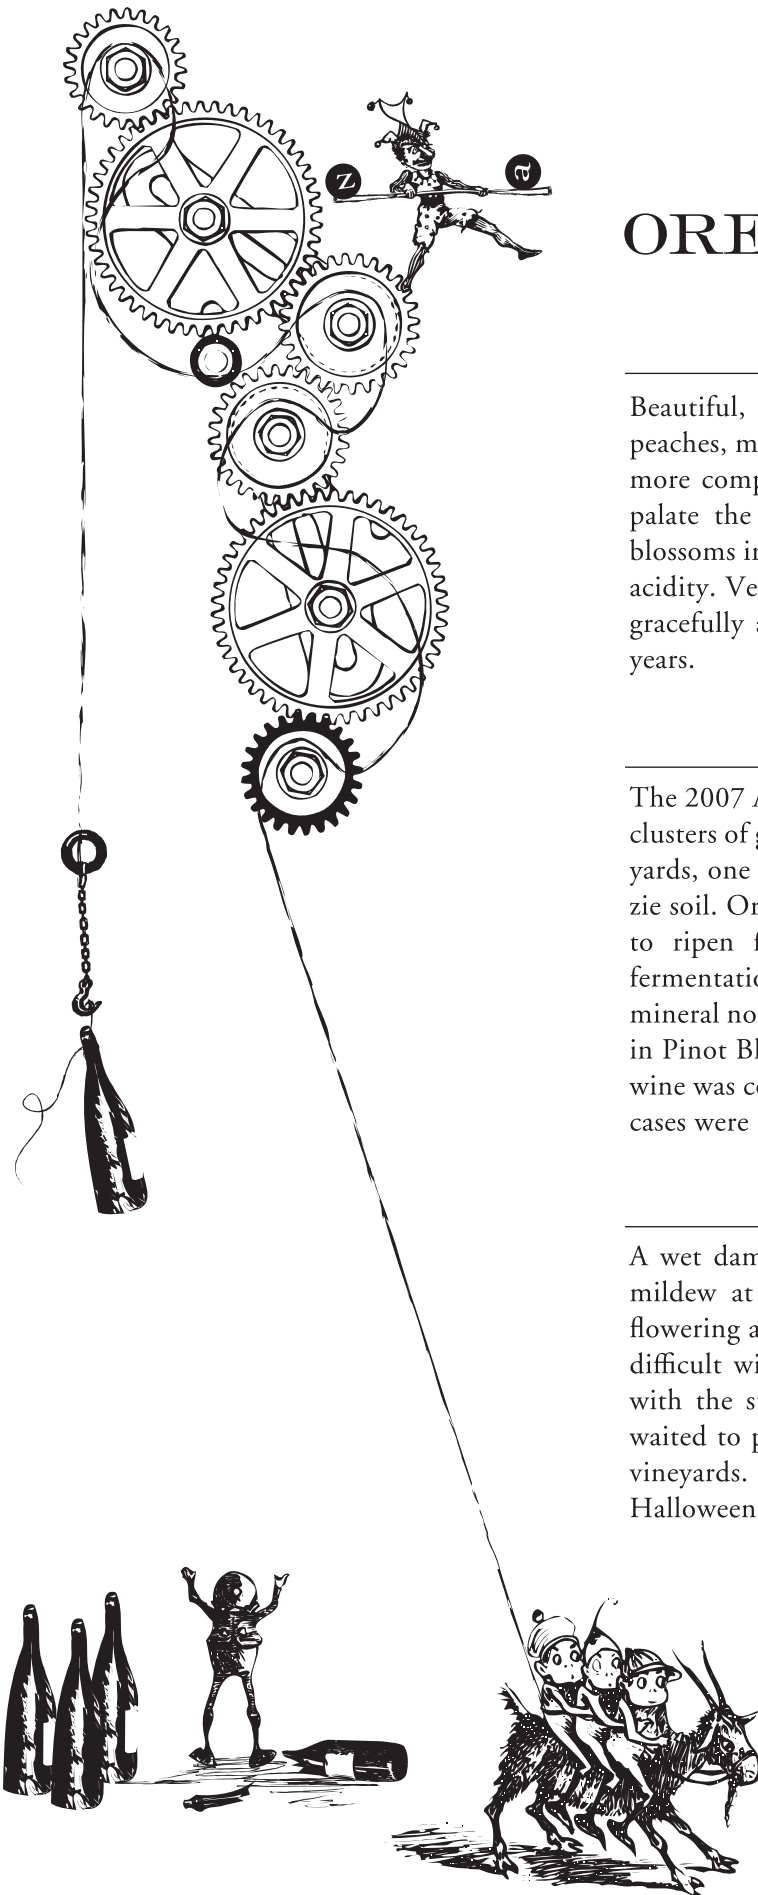 z
a
ORE
Beautiful,
peaches, m
more comp
palate the
blossoms in
acidity. Ve
gracefully a
years.
The 2007 A
clusters of g
yards, one
zie soil. Or
to ripen f
fermentatio
mineral no
in Pinot Bl
wine was co
cases were
A wet dam
mildew at
flowering a
difficult wi
with the su
waited to p
vineyards.
Halloween